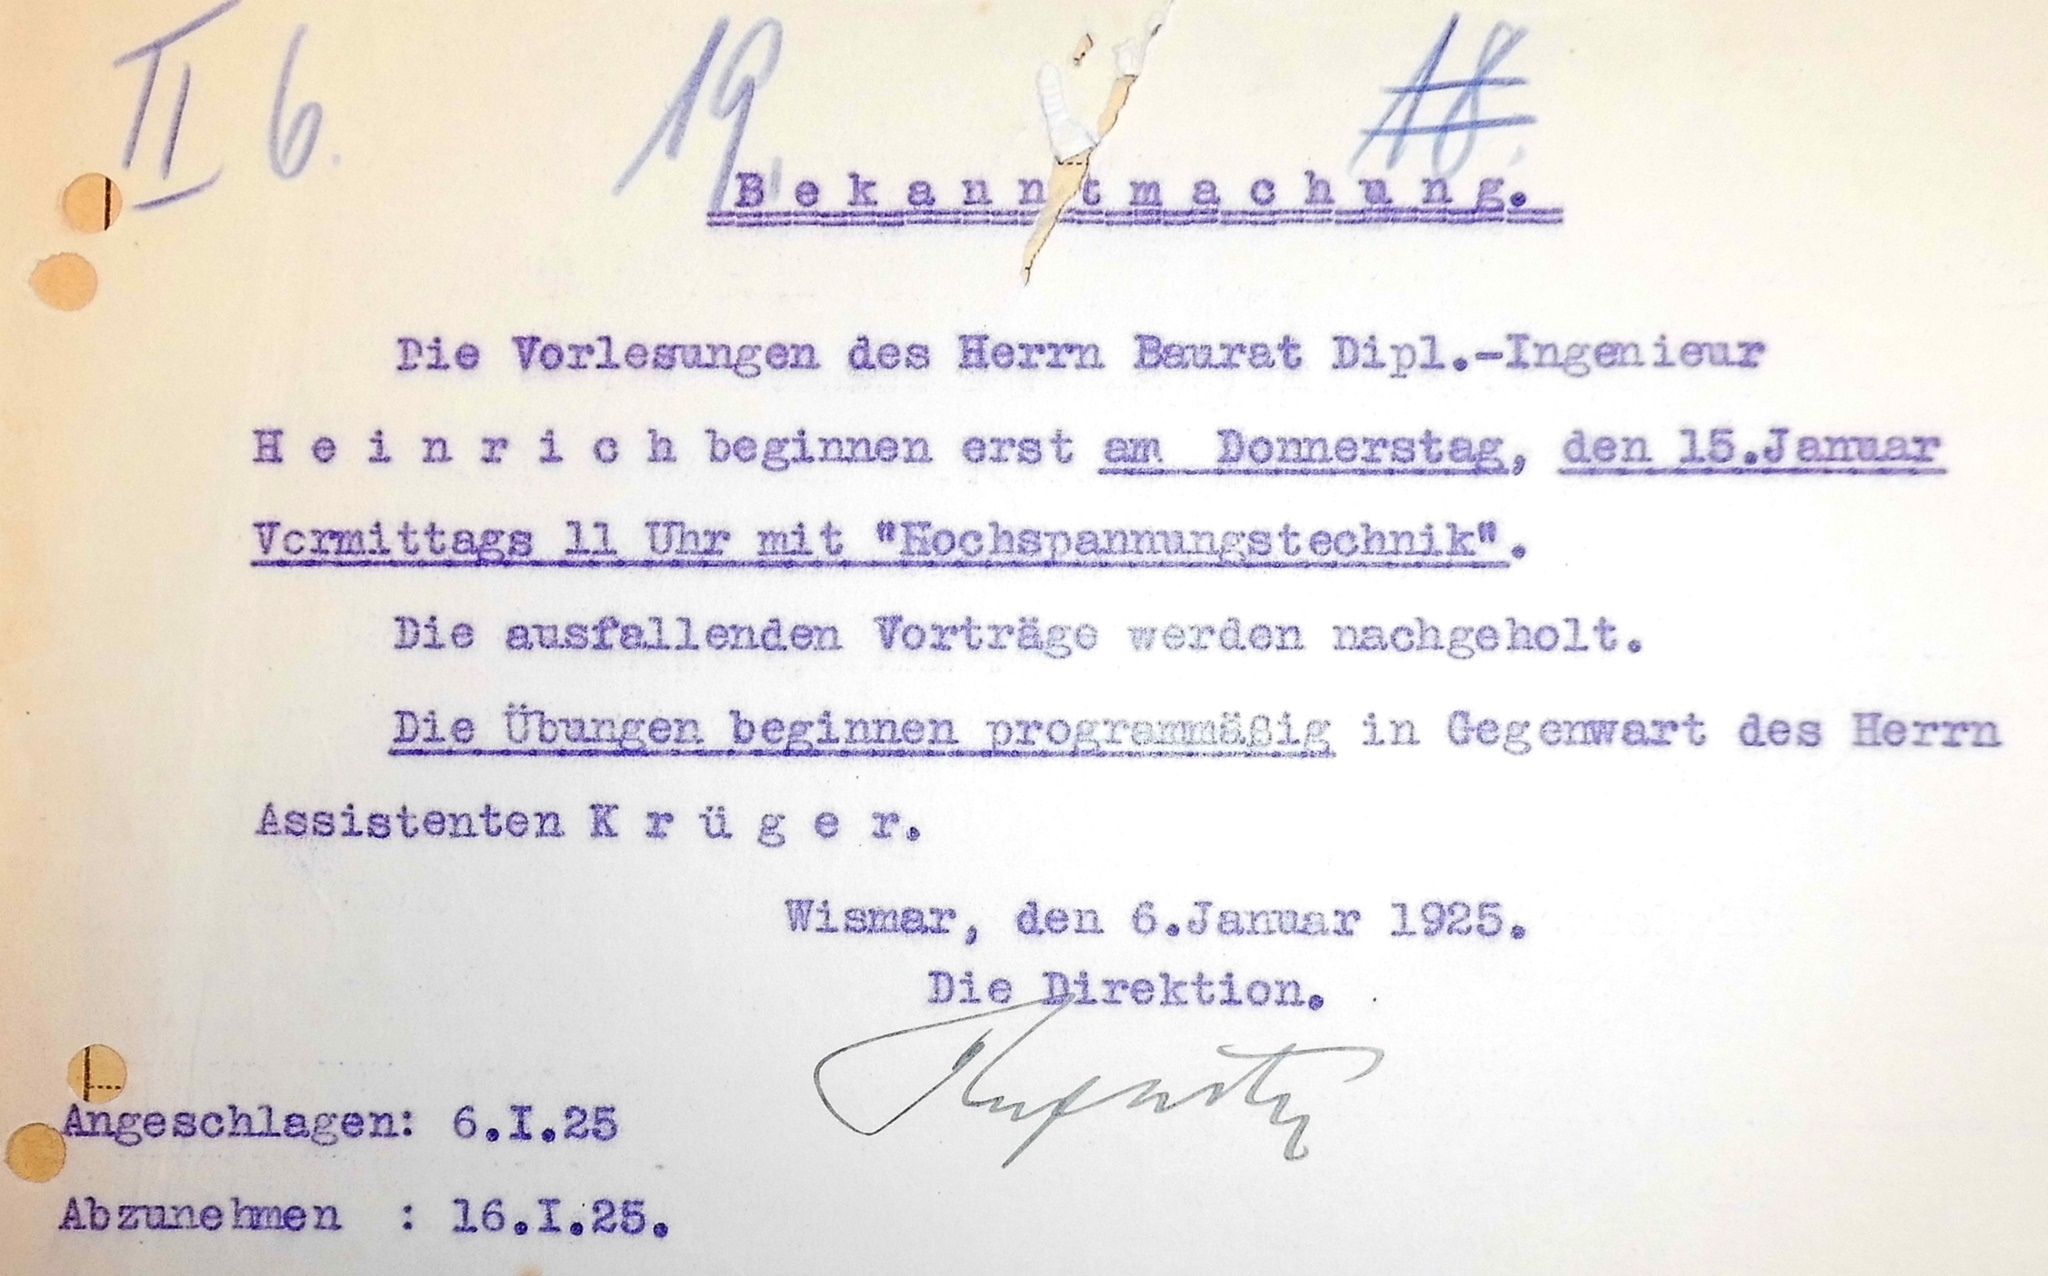 II 6. 19. 18.
Bekanntmachung.
Die Vorlesungen des Herrn Baurat Dipl.-Ingenieur
Heinrich beginnen erst am Donnerstag, den 15.Januar
Vormittags 11 Uhr mit "Hochspannungstechnik".
Die ausfallenden Vorträge werden nachgeholt.
Die Übungen beginnen programmäßig in Gegenwart des Herrn
Assistenten Krüger.
Wismar, den 6.Januar 1925.
Die Direktion.
Angeschlagen: 6.I.25
Abzunehmen : 16.I.25.